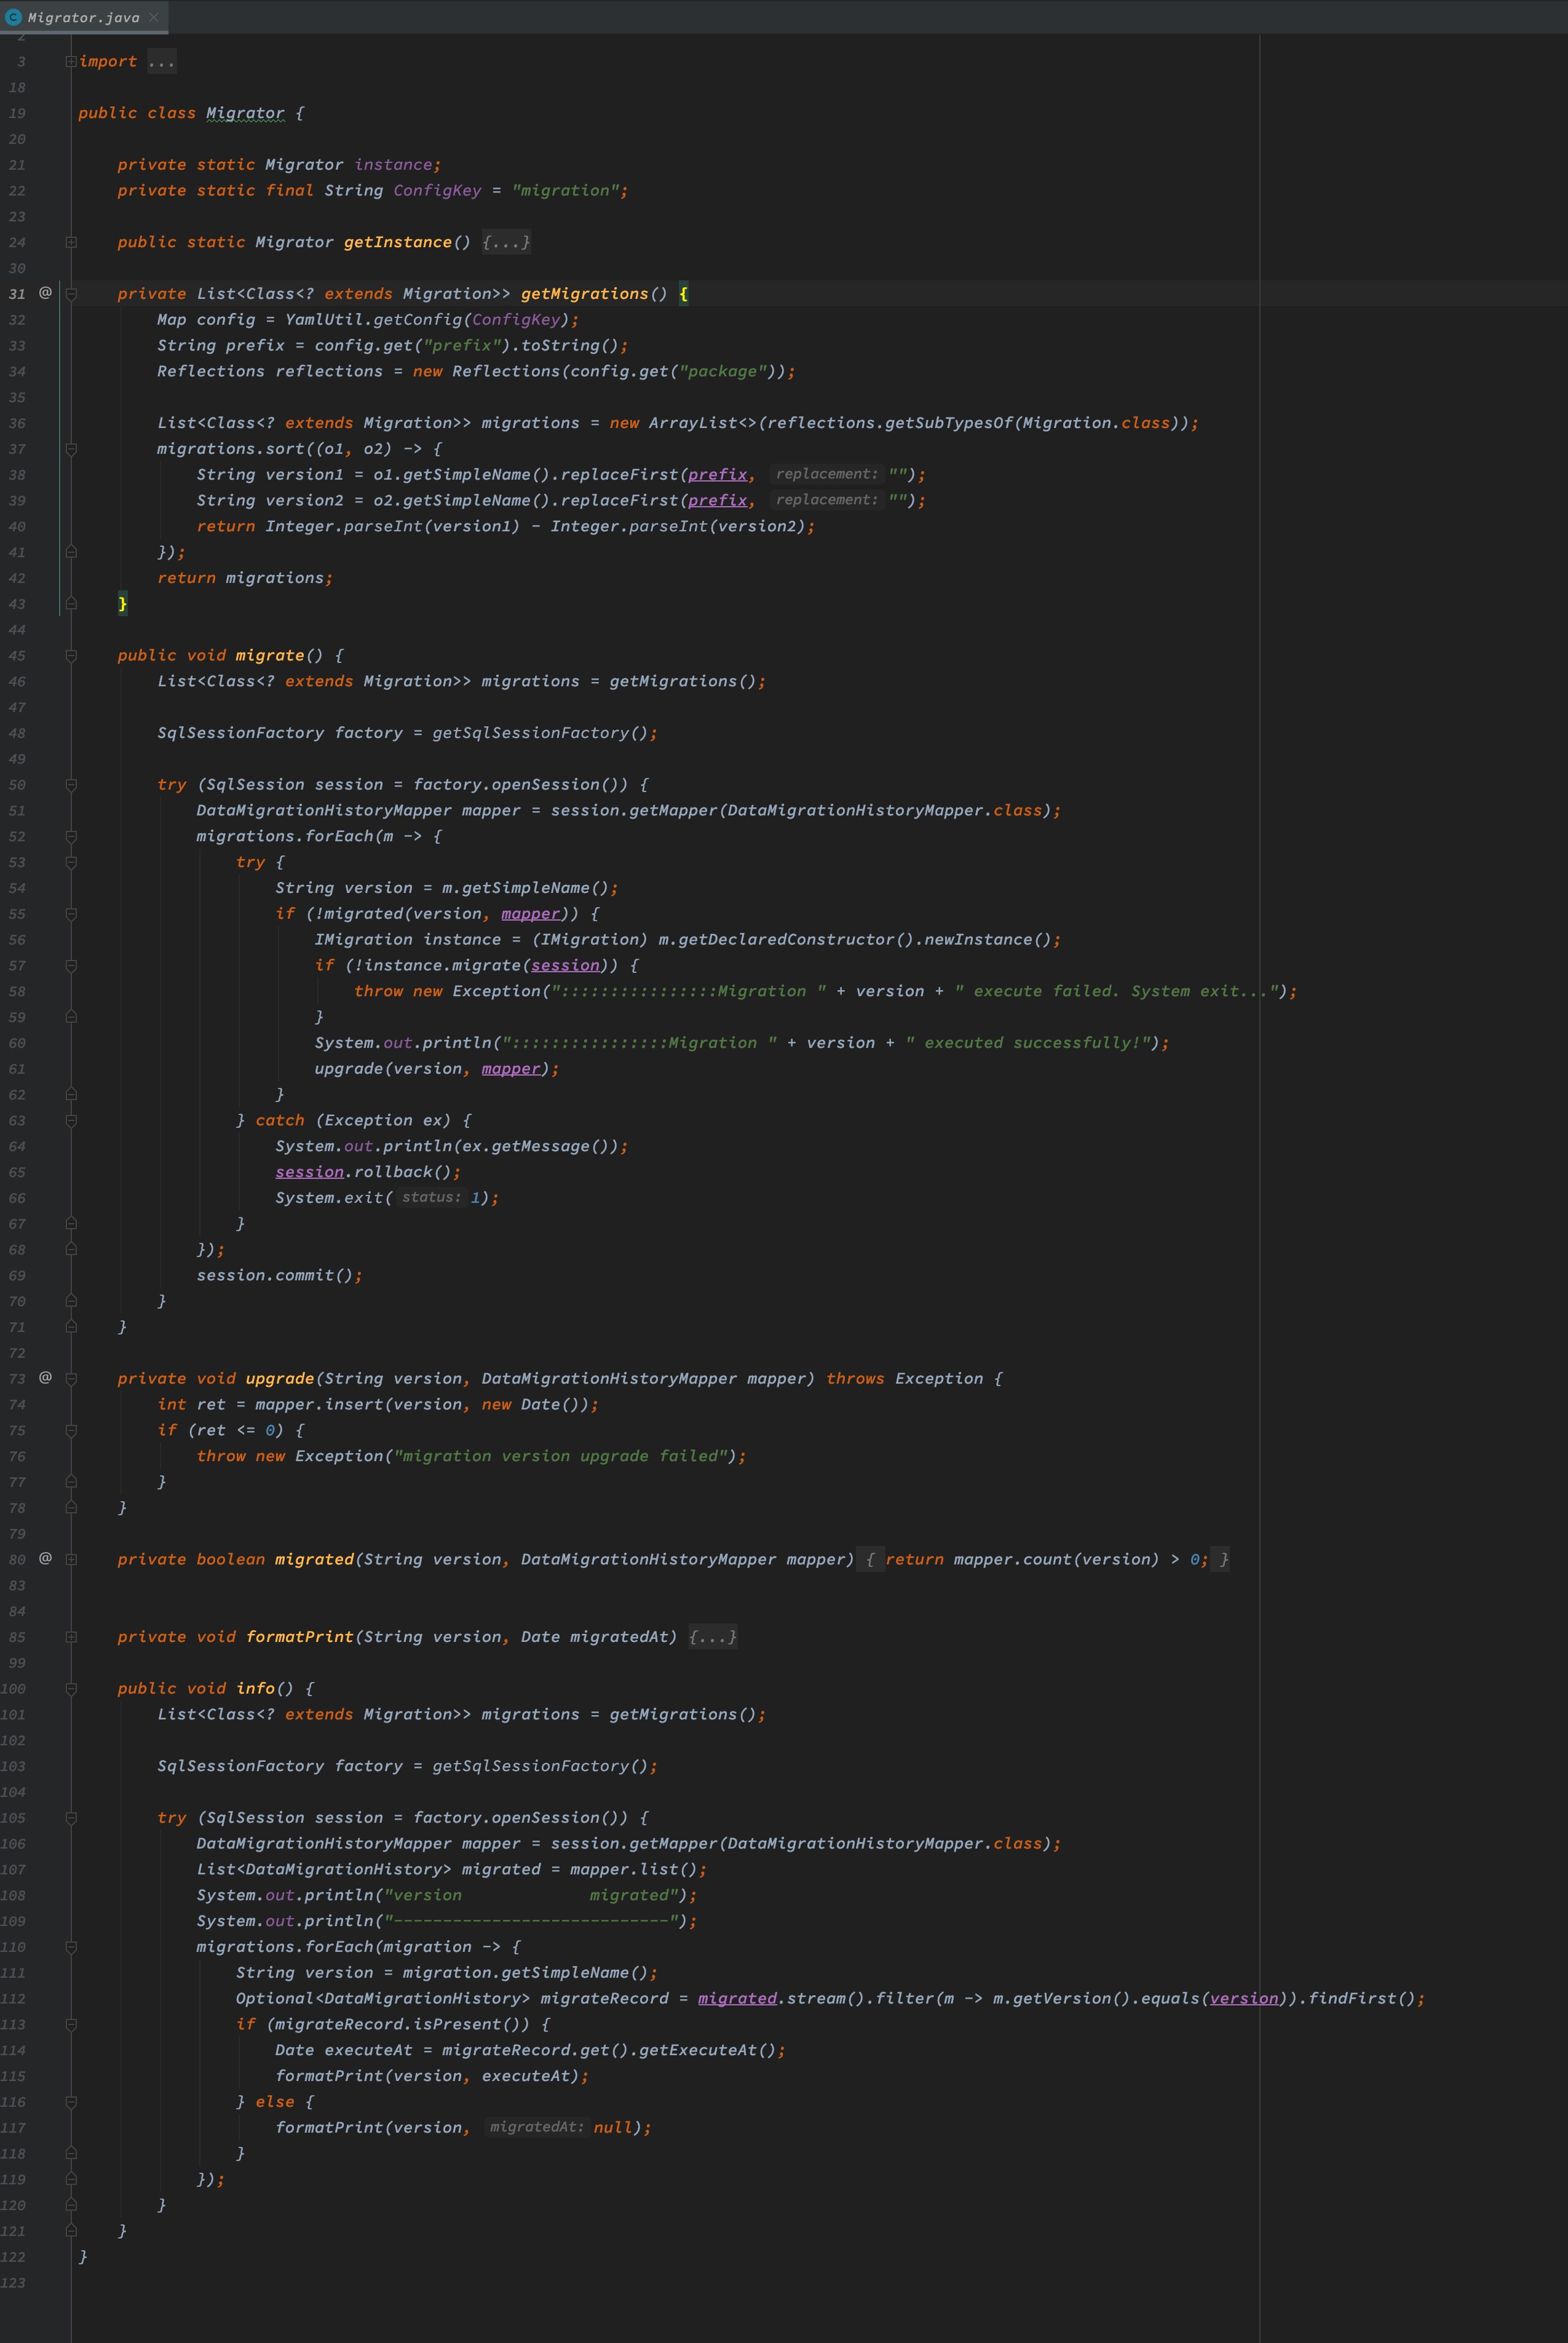 Migrator.java
2
3 import ...
18
19 public class Migrator {
20
21     private static Migrator instance;
22     private static final String ConfigKey = "migration";
23
24     public static Migrator getInstance() {...}
30
31 @     private List<Class<? extends Migration>> getMigrations() {
32         Map config = YamlUtil.getConfig(ConfigKey);
33         String prefix = config.get("prefix").toString();
34         Reflections reflections = new Reflections(config.get("package"));
35
36         List<Class<? extends Migration>> migrations = new ArrayList<>(reflections.getSubTypesOf(Migration.class));
37         migrations.sort((o1, o2) -> {
38             String version1 = o1.getSimpleName().replaceFirst(prefix, replacement: "");
39             String version2 = o2.getSimpleName().replaceFirst(prefix, replacement: "");
40             return Integer.parseInt(version1) - Integer.parseInt(version2);
41         });
42         return migrations;
43     }
44
45     public void migrate() {
46         List<Class<? extends Migration>> migrations = getMigrations();
47
48         SqlSessionFactory factory = getSqlSessionFactory();
49
50         try (SqlSession session = factory.openSession()) {
51             DataMigrationHistoryMapper mapper = session.getMapper(DataMigrationHistoryMapper.class);
52             migrations.forEach(m -> {
53                 try {
54                     String version = m.getSimpleName();
55                     if (!migrated(version, mapper)) {
56                         IMigration instance = (IMigration) m.getDeclaredConstructor().newInstance();
57                         if (!instance.migrate(session)) {
58                             throw new Exception("::::::::::::::::Migration " + version + " execute failed. System exit...");
59                         }
60                         System.out.println("::::::::::::::::Migration " + version + " executed successfully!");
61                         upgrade(version, mapper);
62                     }
63                 } catch (Exception ex) {
64                     System.out.println(ex.getMessage());
65                     session.rollback();
66                     System.exit( status: 1);
67                 }
68             });
69             session.commit();
70         }
71     }
72
73 @     private void upgrade(String version, DataMigrationHistoryMapper mapper) throws Exception {
74         int ret = mapper.insert(version, new Date());
75         if (ret <= 0) {
76             throw new Exception("migration version upgrade failed");
77         }
78     }
79
80 @     private boolean migrated(String version, DataMigrationHistoryMapper mapper) { return mapper.count(version) > 0; }
83
84
85     private void formatPrint(String version, Date migratedAt) {...}
99
100     public void info() {
101         List<Class<? extends Migration>> migrations = getMigrations();
102
103         SqlSessionFactory factory = getSqlSessionFactory();
104
105         try (SqlSession session = factory.openSession()) {
106             DataMigrationHistoryMapper mapper = session.getMapper(DataMigrationHistoryMapper.class);
107             List<DataMigrationHistory> migrated = mapper.list();
108             System.out.println("version             migrated");
109             System.out.println("----------------------------");
110             migrations.forEach(migration -> {
111                 String version = migration.getSimpleName();
112                 Optional<DataMigrationHistory> migrateRecord = migrated.stream().filter(m -> m.getVersion().equals(version)).findFirst();
113                 if (migrateRecord.isPresent()) {
114                     Date executeAt = migrateRecord.get().getExecuteAt();
115                     formatPrint(version, executeAt);
116                 } else {
117                     formatPrint(version, migratedAt: null);
118                 }
119             });
120         }
121     }
122 }
123